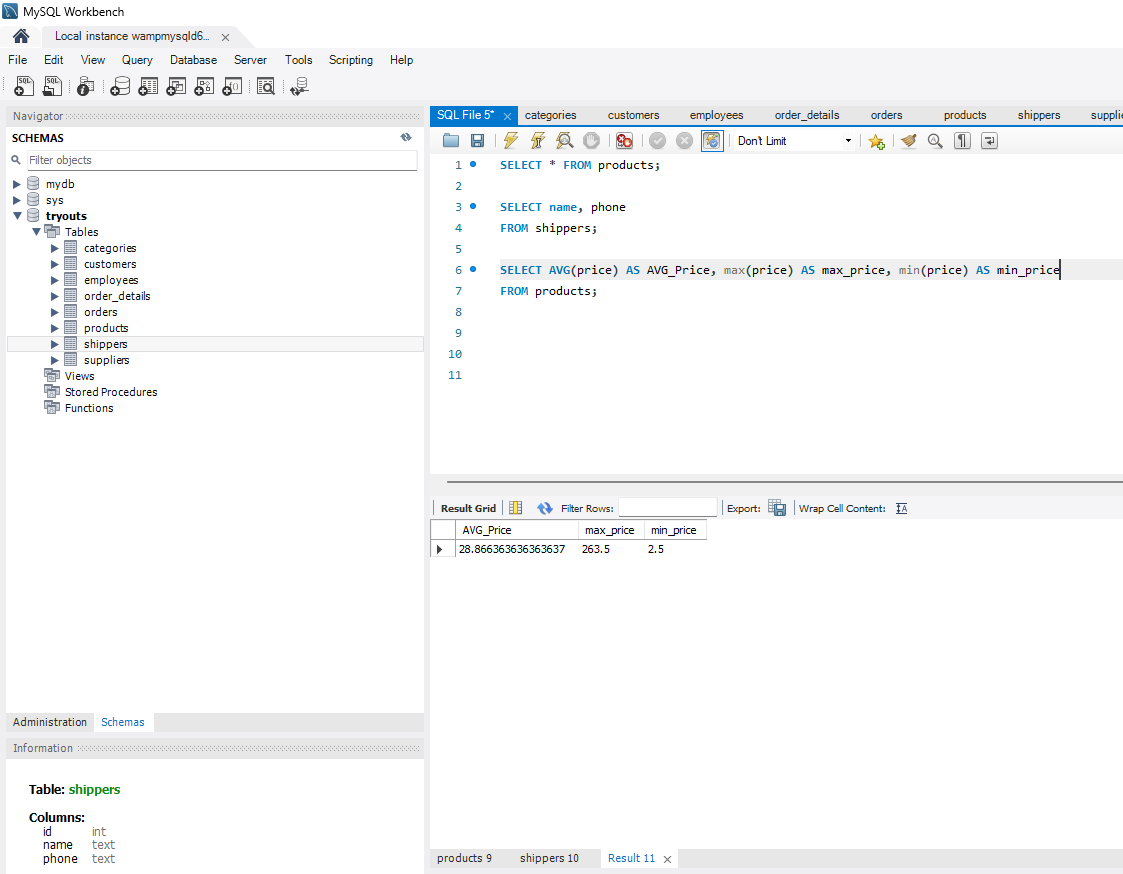 MySQL Workbench
Local instance wampmysqld6...
File Edit View Query Database Server Tools Scripting Help
Navigator
SCHEMAS
Filter objects
mydb
sys
tryouts
Tables
categories
customers
employees
order_details
orders
products
shippers
suppliers
Views
Stored Procedures
Functions
Administration Schemas
Information
Table: shippers
Columns:
id int
name text
phone text
SQL File 5* categories customers employees order_details orders products shippers supplie
Don't Limit
1 SELECT * FROM products;
2
3 SELECT name, phone
4 FROM shippers;
5
6 SELECT AVG(price) AS AVG_Price, max(price) AS max_price, min(price) AS min_price
7 FROM products;
8
9
10
11
Result Grid Filter Rows: Export: Wrap Cell Content:
AVG_Price max_price min_price
28.866363636363637 263.5 2.5
products 9 shippers 10 Result 11